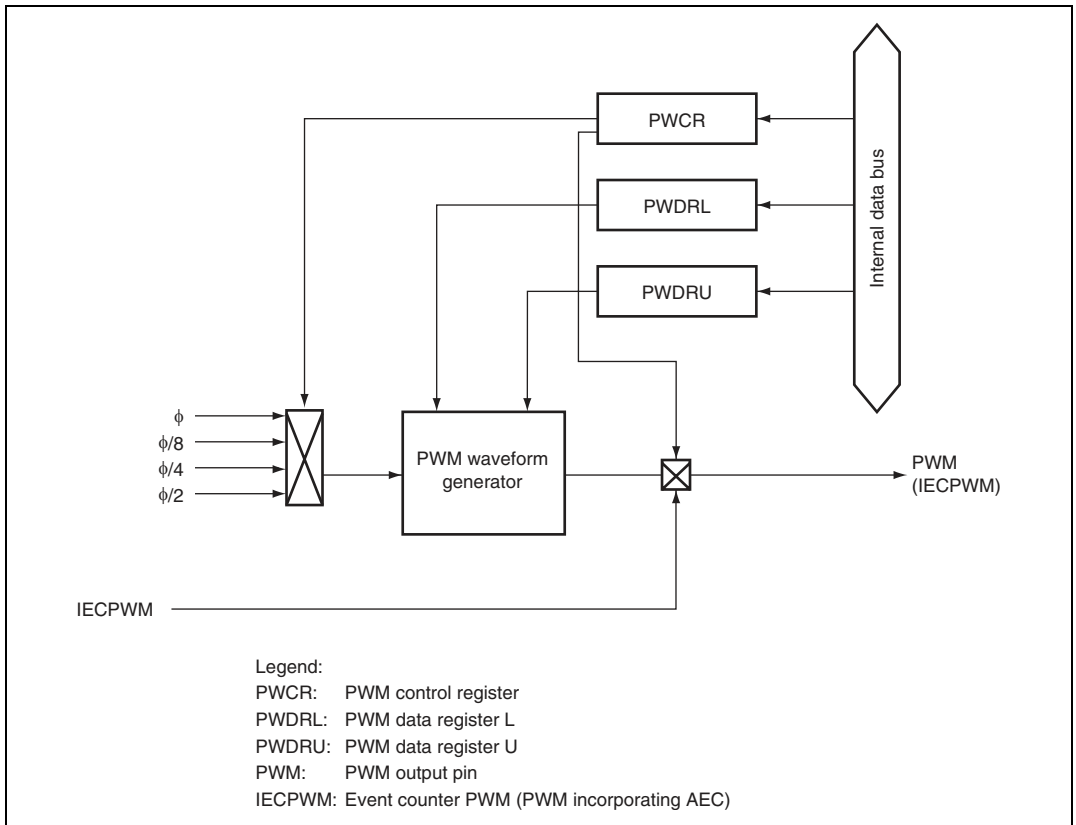 PWCR
PWDRL
PWDRU
Internal data bus
ϕ
ϕ/8
ϕ/4
ϕ/2
PWM waveform
generator
PWM
(IECPWM)
IECPWM
Legend:
PWCR: PWM control register
PWDRL: PWM data register L
PWDRU: PWM data register U
PWM: PWM output pin
IECPWM: Event counter PWM (PWM incorporating AEC)